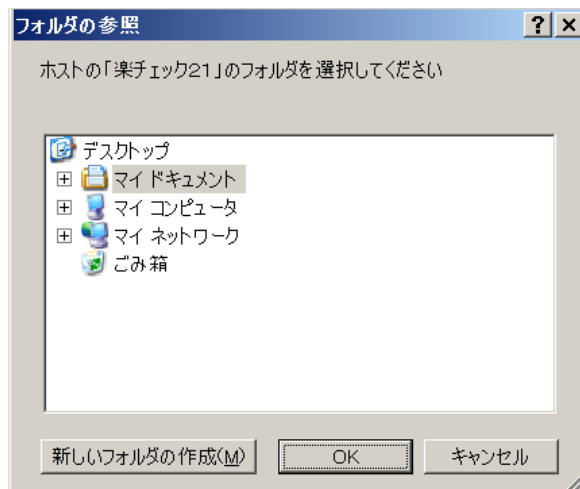 フォルダの参照
ホストの「楽チェック21」のフォルダを選択してください
デスクトップ
マイ ドキュメント
マイ コンピュータ
マイ ネットワーク
ごみ箱
新しいフォルダの作成(M) OK キャンセル